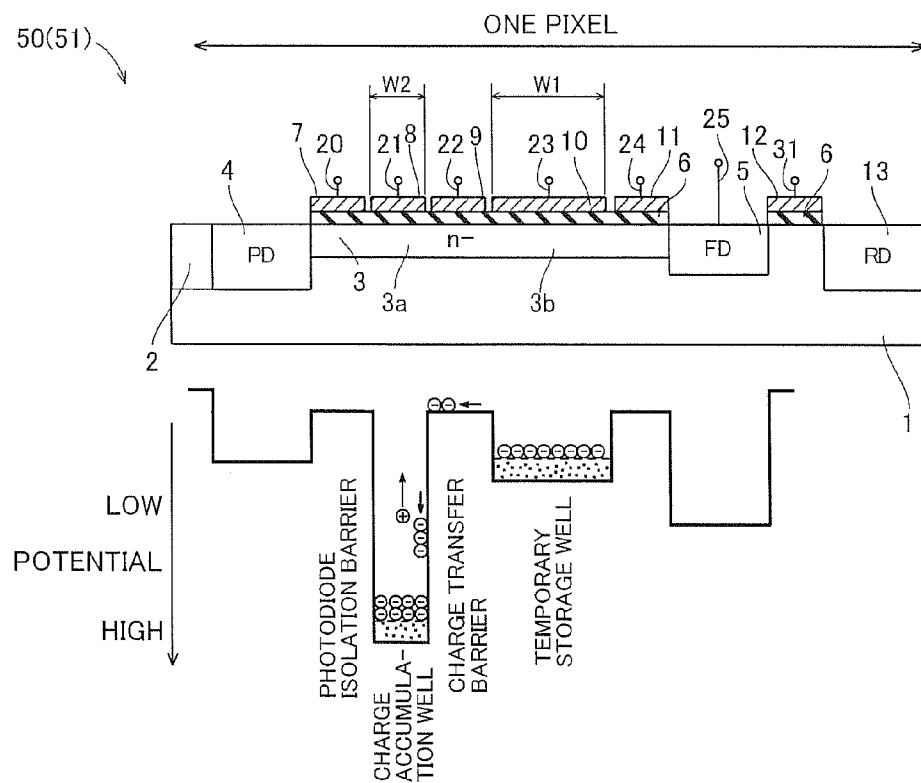 ONE PIXEL
50(51)
W2
W1
7
20
21
8
22
9
23
10
24
11
6
25
12
31
6
4
5
13
PD
n-
FD
RD
3
3a
3b
2
1
LOW
POTENTIAL
HIGH
PHOTODIODE
ISOLATION BARRIER
CHARGE
ACCUMULA-
TION WELL
CHARGE TRANSFER
BARRIER
TEMPORARY
STORAGE WELL